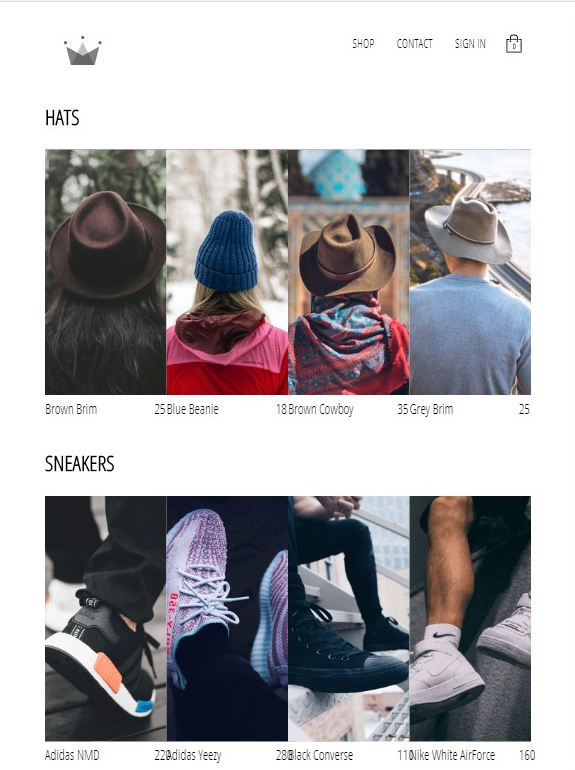 SHOP CONTACT SIGN IN 0
HATS
Brown Brim 25 Blue Beanie 18 Brown Cowboy 35 Grey Brim 25
SNEAKERS
Adidas NMD 220 Adidas Yeezy 280 Black Converse 110 Nike White AirForce 160